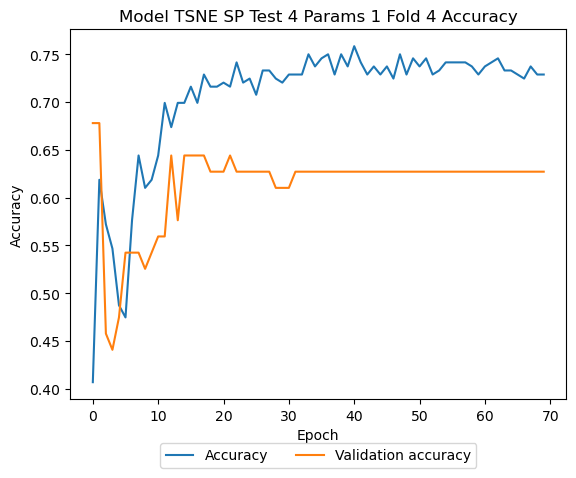 Model TSNE SP Test 4 Params 1 Fold 4 Accuracy
Accuracy
0.75
0.70
0.65
0.60
0.55
0.50
0.45
0.40
0 10 20 30 40 50 60 70
Epoch
Accuracy Validation accuracy